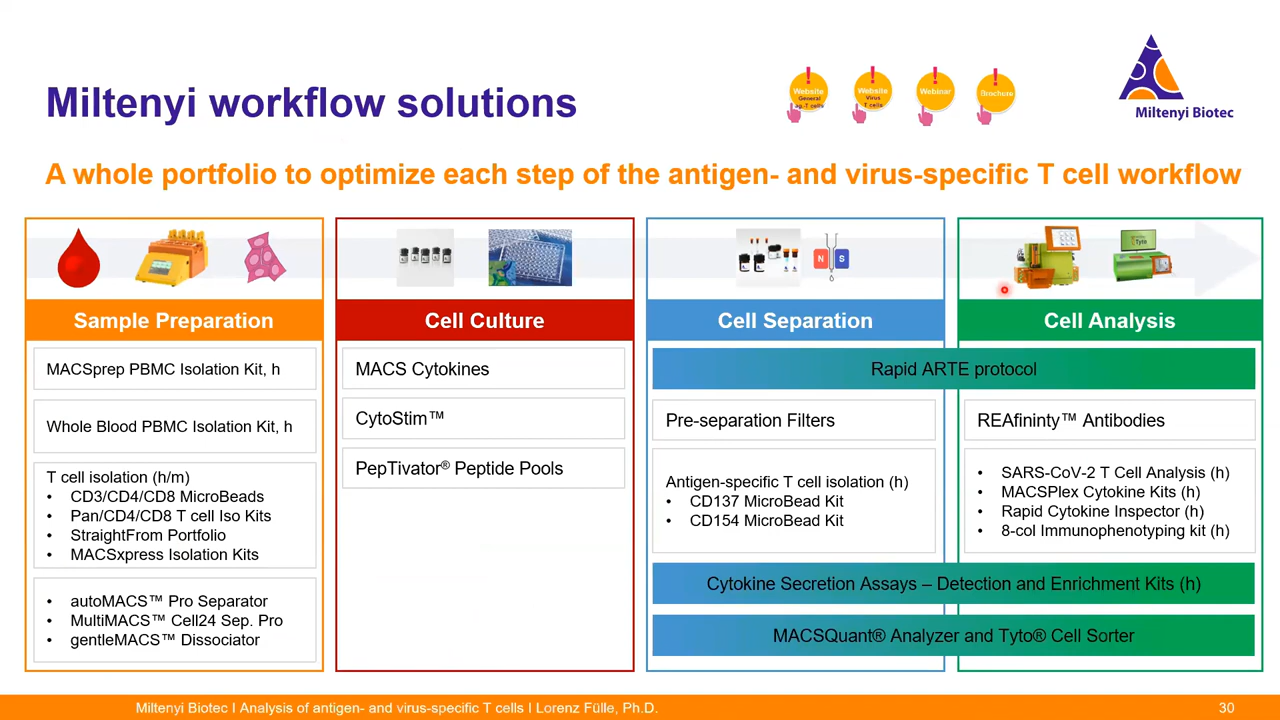 Miltenyi workflow solutions
!
Website
General
!
Website
Virus
T cells
!
Webinar
!
Brochure
Miltenyi Biotec
A whole portfolio to optimize each step of the antigen- and virus-specific T cell workflow
N
S
Tyto
Sample Preparation
MACSprep PBMC Isolation Kit, h
Whole Blood PBMC Isolation Kit, h
T cell isolation (h/m)
• CD3/CD4/CD8 MicroBeads
• Pan/CD4/CD8 T cell Iso Kits
• StraightFrom Portfolio
• MACSxpress Isolation Kits
• autoMACS™ Pro Separator
• MultiMACS™ Cell24 Sep. Pro
• gentleMACS™ Dissociator
Cell Culture
MACS Cytokines
CytoStim™
PepTivator® Peptide Pools
Cell Separation
Cell Analysis
Rapid ARTE protocol
Pre-separation Filters
Antigen-specific T cell isolation (h)
• CD137 MicroBead Kit
• CD154 MicroBead Kit
REAfininty™ Antibodies
• SARS-CoV-2 T Cell Analysis (h)
• MACSPlex Cytokine Kits (h)
• Rapid Cytokine Inspector (h)
• 8-col Immunophenotyping kit (h)
Cytokine Secretion Assays – Detection and Enrichment Kits (h)
MACSQuant® Analyzer and Tyto® Cell Sorter
Miltenyi Biotec I Analysis of antigen- and virus-specific T cells I Lorenz Fülle, Ph.D.
30